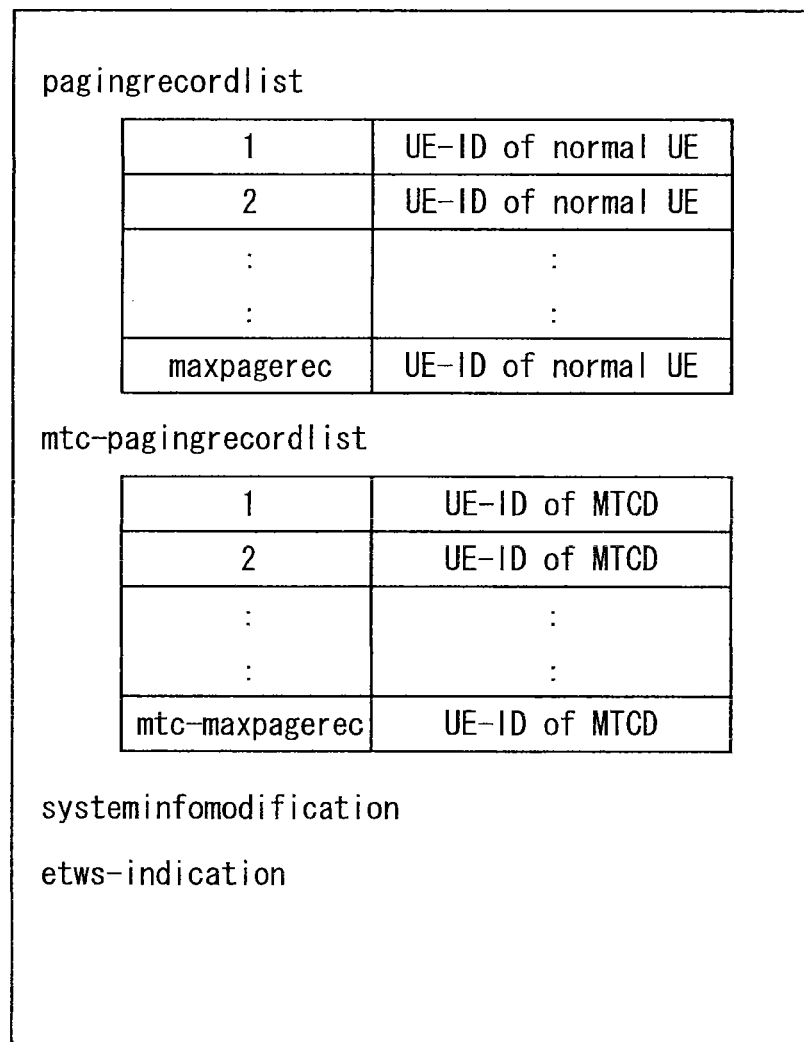 pagingrecordlist
1 UE-ID of normal UE
2 UE-ID of normal UE
: :
: :
maxpagerec UE-ID of normal UE
mtc-pagingrecordlist
1 UE-ID of MTCD
2 UE-ID of MTCD
: :
: :
mtc-maxpagerec UE-ID of MTCD
systeminfomodification
etws-indication